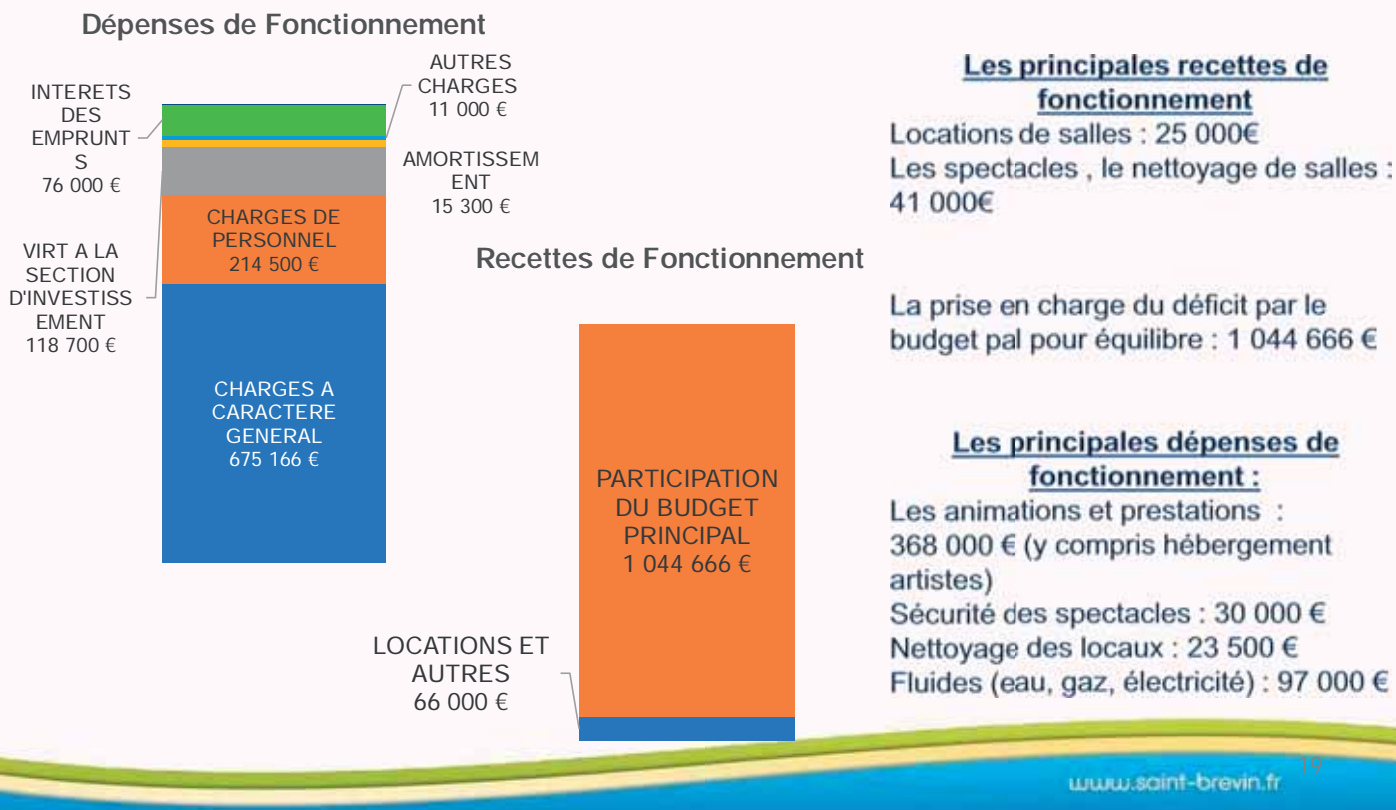 Dépenses de Fonctionnement
INTERETS
DES
EMPRUNT
S
76 000 €
AUTRES
CHARGES
11 000 €
AMORTISSEM
ENT
15 300 €
VIRT A LA
SECTION
D'INVESTISS
EMENT
118 700 €
CHARGES DE
PERSONNEL
214 500 €
CHARGES A
CARACTERE
GENERAL
675 166 €
Recettes de Fonctionnement
PARTICIPATION
DU BUDGET
PRINCIPAL
1 044 666 €
LOCATIONS ET
AUTRES
66 000 €
Les principales recettes de
fonctionnement
Locations de salles : 25 000€
Les spectacles , le nettoyage de salles :
41 000€
La prise en charge du déficit par le
budget pal pour équilibre : 1 044 666 €
Les principales dépenses de
fonctionnement :
Les animations et prestations :
368 000 € (y compris hébergement
artistes)
Sécurité des spectacles : 30 000 €
Nettoyage des locaux : 23 500 €
Fluides (eau, gaz, électricité) : 97 000 €
www.saint-brevin.fr
19